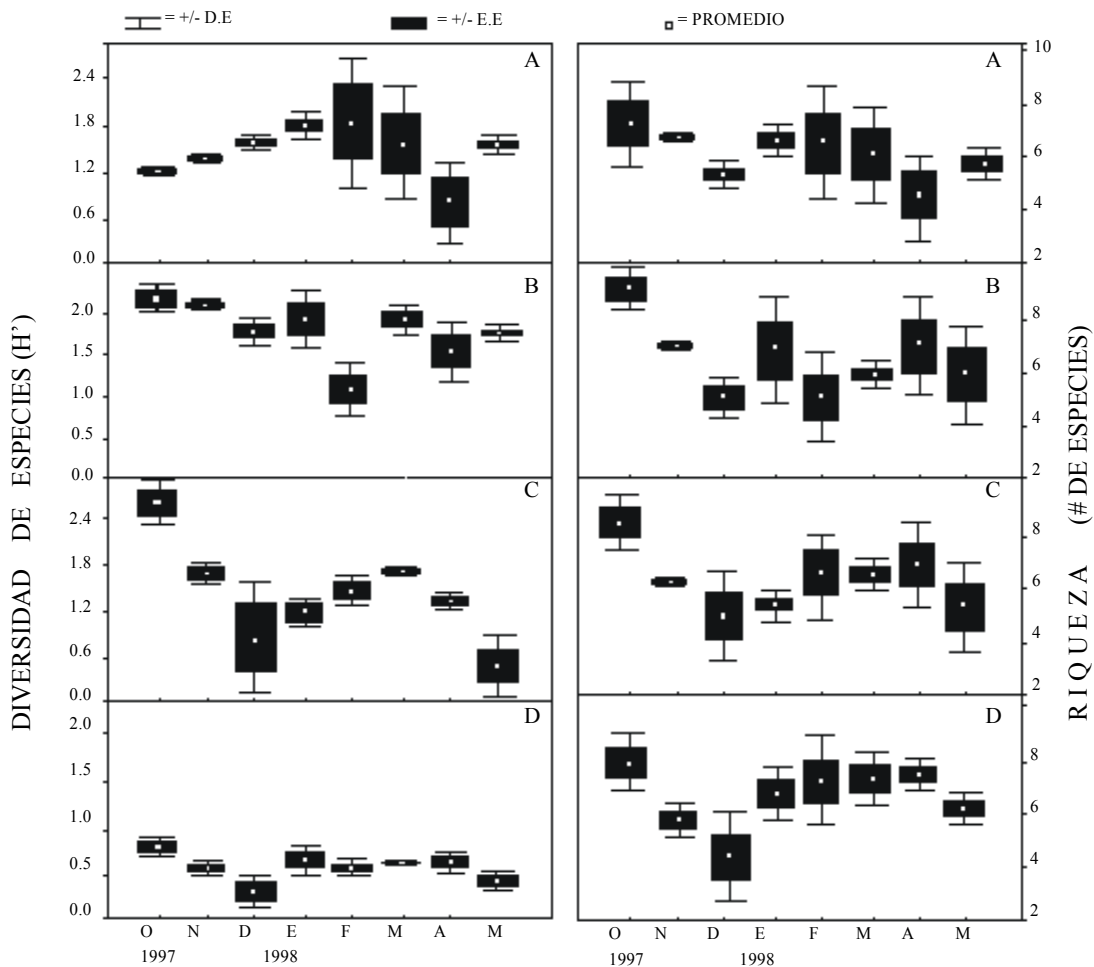 = +/- D.E
= +/- E.E
= PROMEDIO
DIVERSIDAD DE ESPECIES (H’)
A
2.4
1.8
1.2
0.6
0.0
B
2.0
1.5
1.0
0.5
0.0
C
2.4
1.8
1.2
0.6
0.0
D
2.0
1.5
1.0
0.5
0.0
O N D E F M A M
1997 1998
A
10
8
6
4
2
B
8
6
4
2
C
8
6
4
2
D
8
6
4
2
O N D E F M A M
1997 1998
RIQUEZA (# DE ESPECIES)